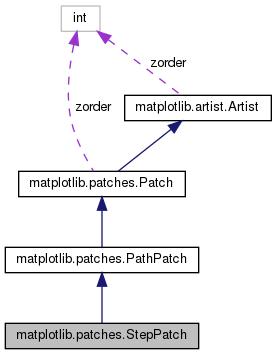 int
zorder
zorder
matplotlib.artist.Artist
matplotlib.patches.Patch
matplotlib.patches.PathPatch
matplotlib.patches.StepPatch